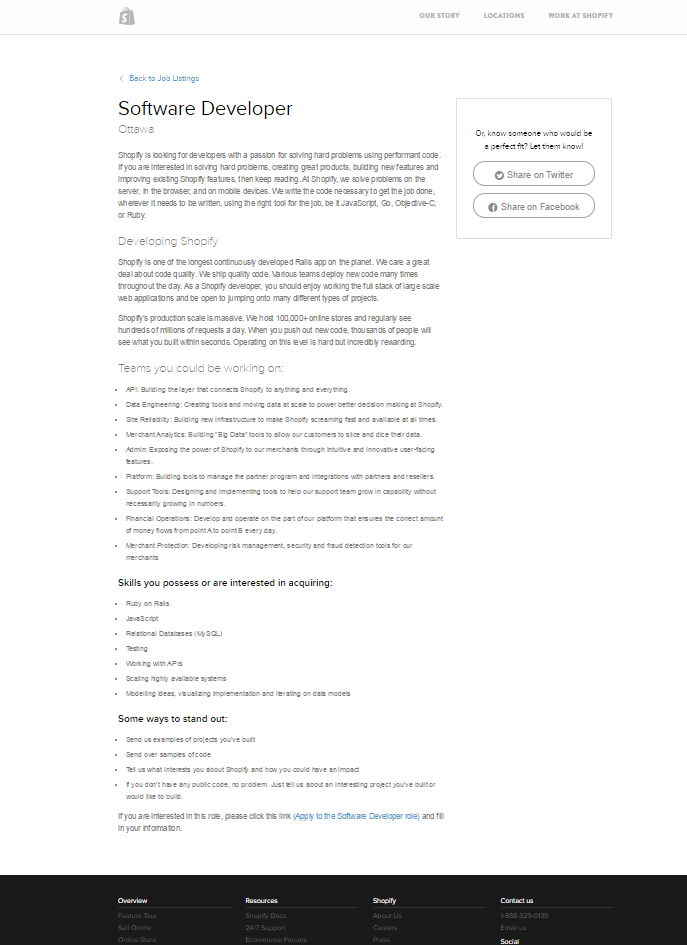 OUR STORY LOCATIONS WORK AT SHOPIFY
Back to Job Listings
Software Developer
Ottawa
Shopify is looking for developers with a passion for solving hard problems using performant code.
If you are interested in solving hard problems, creating great products, building new features and
improving existing Shopify features, then keep reading. At Shopify, we solve problems on the
server, in the browser, and on mobile devices. We write the code necessary to get the job done,
wherever it needs to be written, using the right tool for the job, be it JavaScript, Go, Objective-C,
or Ruby.
Or, know someone who would be
a perfect fit? Let them know!
Share on Twitter
Share on Facebook
Developing Shopify
Shopify is one of the longest continuously developed Rails app on the planet. We care a great
deal about code quality. We ship quality code. Various teams deploy new code many times
throughout the day. As a Shopify developer, you should enjoy working the full stack of large scale
web applications and be open to jumping onto many different types of projects.
Shopify's production scale is massive. We host 100,000+ online stores and regularly see
hundreds of millions of requests a day. When you push out new code, thousands of people will
see what you built within seconds. Operating on this level is hard but incredibly rewarding.
Teams you could be working on:
• API: Building the layer that connects Shopify to anything and everything.
• Data Engineering: Creating tools and moving data at scale to power better decision making at Shopify.
• Site Reliability: Building new infrastructure to make Shopify screaming fast and available at all times.
• Merchant Analytics: Building "Big Data" tools to allow our customers to slice and dice their data.
• Admin: Exposing the power of Shopify to our merchants through intuitive and innovative user-facing
features.
• Platform: Building tools to manage the partner program and integrations with partners and resellers.
• Support Tools: Designing and implementing tools to help our support team grow in capability without
necessarily growing in numbers.
• Financial Operations: Develop and operate on the part of our platform that ensures the correct amount
of money flows from point A to point B every day.
• Merchant Protection: Developing risk management, security and fraud detection tools for our
merchants
Skills you possess or are interested in acquiring:
• Ruby on Rails
• JavaScript
• Relational Databases (MySQL)
• Testing
• Working with APIs
• Scaling highly available systems
• Modelling ideas, visualizing implementation and iterating on data models
Some ways to stand out:
• Send us examples of projects you've built
• Send over samples of code
• Tell us what interests you about Shopify and how you could have an impact
• If you don't have any public code, no problem. Just tell us about an interesting project you've built or
would like to build.
If you are interested in this role, please click this link (Apply to the Software Developer role) and fill
in your information.
Overview Resources Shopify Contact us
Feature Tour Shopify Docs About Us 1-888-329-0139
Sell Online 24/7 Support Careers Email us
Online Store Ecommerce Forums Press Social